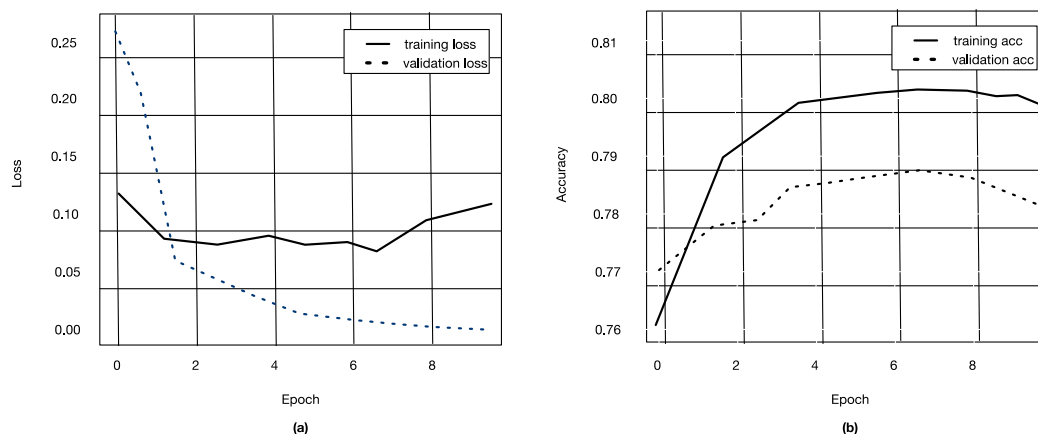 0.25
0.20
0.15
0.10
0.05
0.00
Loss
training loss
validation loss
0 2 4 6 8
Epoch
(a)
0.81
0.80
0.79
0.78
0.77
0.76
Accuracy
training acc
validation acc
0 2 4 6 8
Epoch
(b)